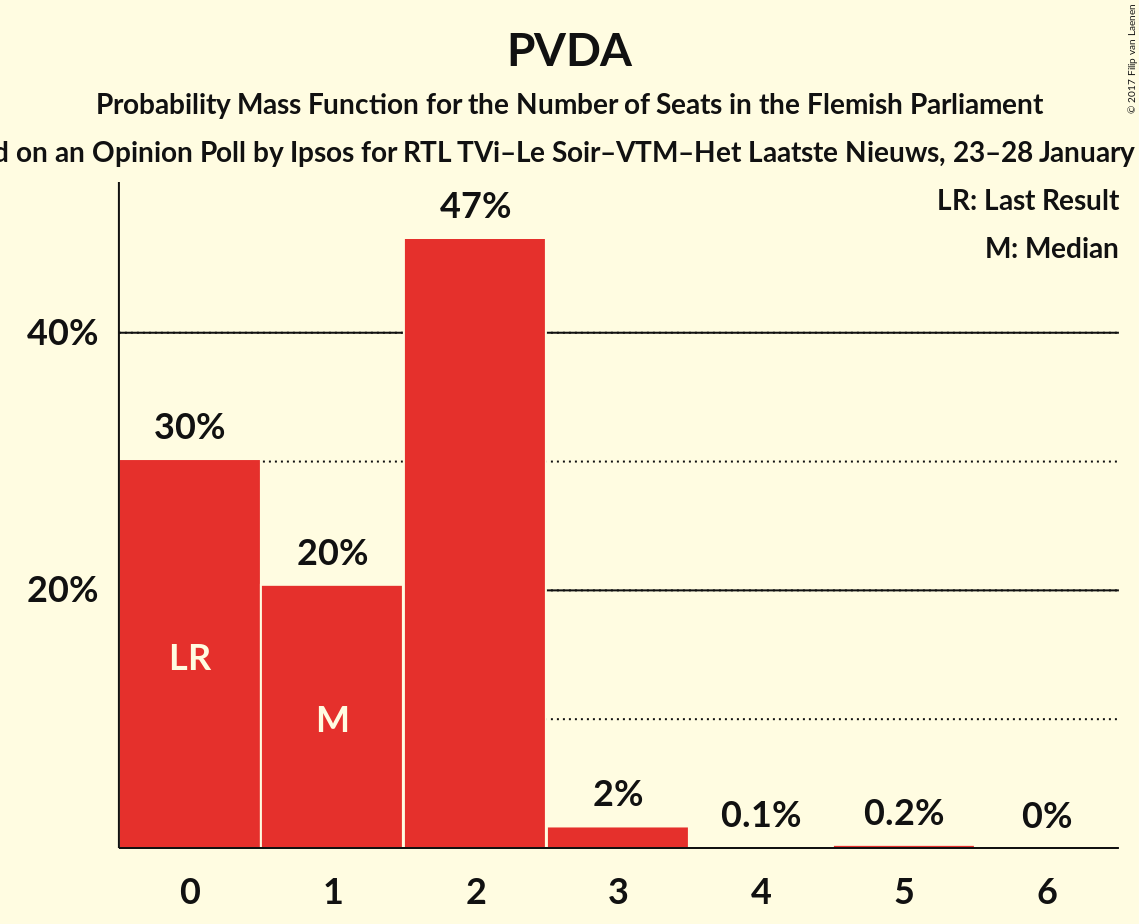 PVDA
Probability Mass Function for the Number of Seats in the Flemish Parliament
on an Opinion Poll by Ipsos for RTL TVi–Le Soir–VTM–Het Laatste Nieuws, 23–28 January
© 2017 Filip van Laenen
LR: Last Result
M: Median
47%
40%
30%
20%
20%
LR
M
2%
0.1%
0.2%
0%
0 1 2 3 4 5 6